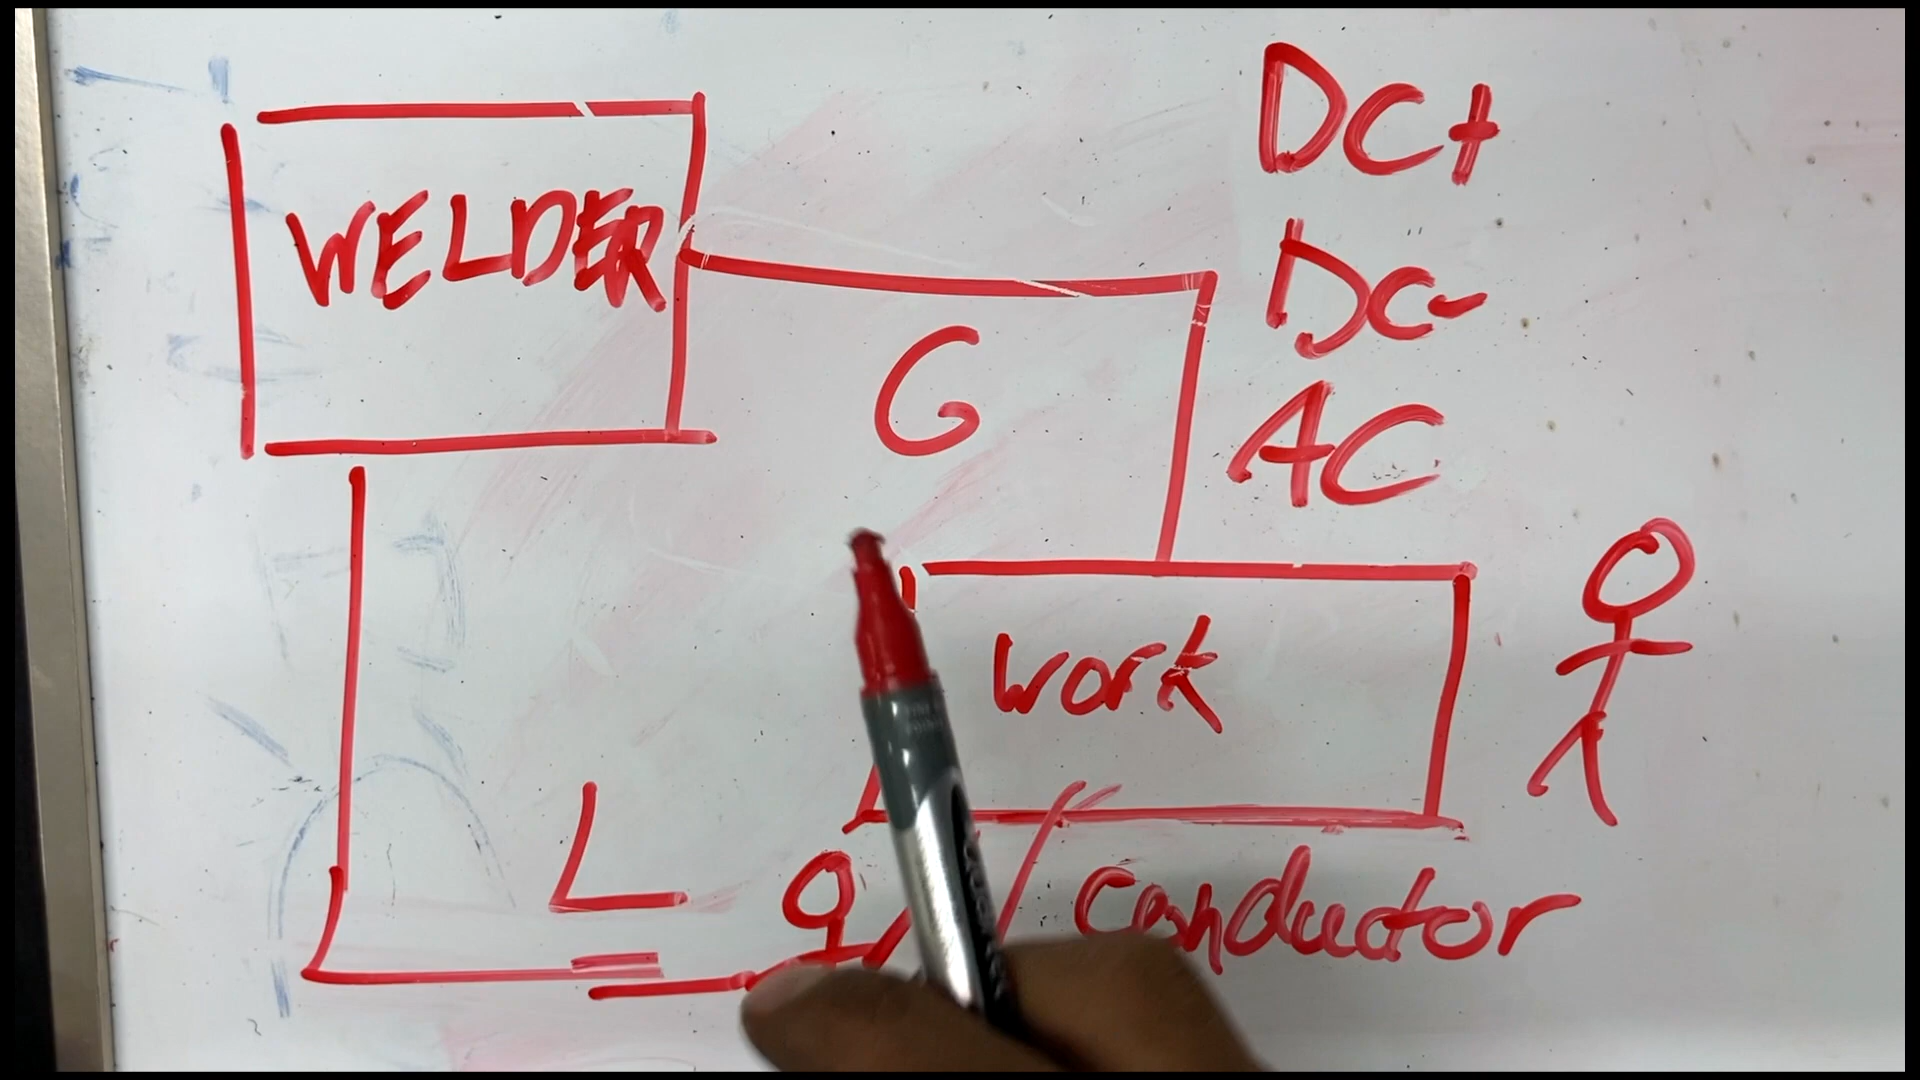 DC+
WELDER
DC-
G
AC
work
L
conductor